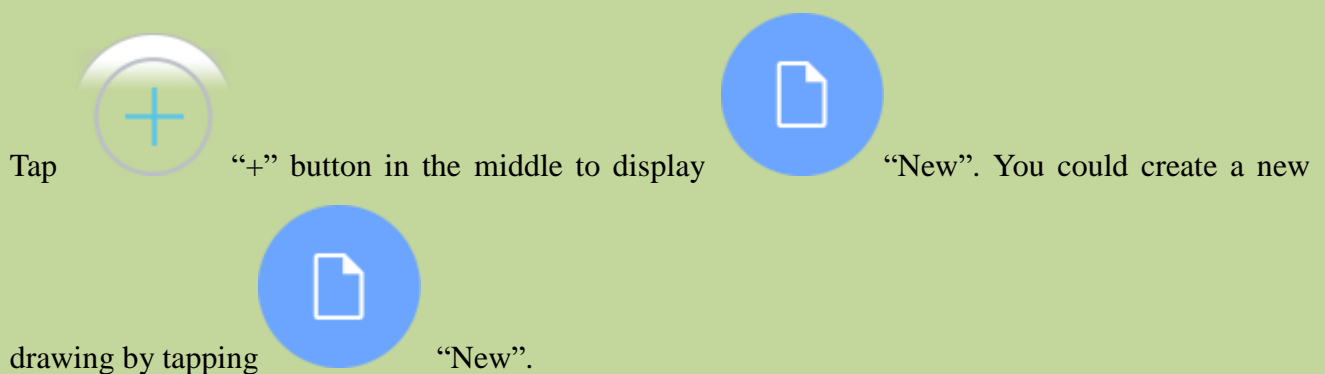 Tap “+” button in the middle to display “New”. You could create a new
drawing by tapping “New”.